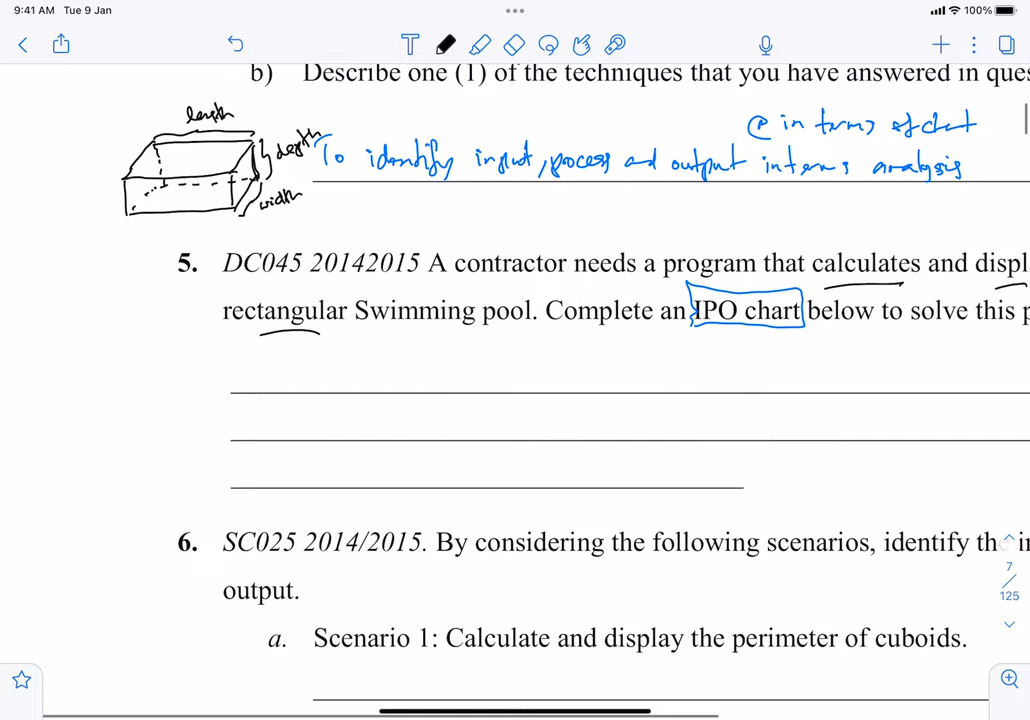 9:41 AM Tue 9 Jan
100%
b) Describe one (1) of the techniques that you have answered in ques
length
depth
width
@ in terms of chart
To identify input, process and output in terms analysis
5. DC045 20142015 A contractor needs a program that calculates and displ
rectangular Swimming pool. Complete an IPO chart below to solve this p
6. SC025 2014/2015. By considering the following scenarios, identify the in
output.
7
125
a. Scenario 1: Calculate and display the perimeter of cuboids.